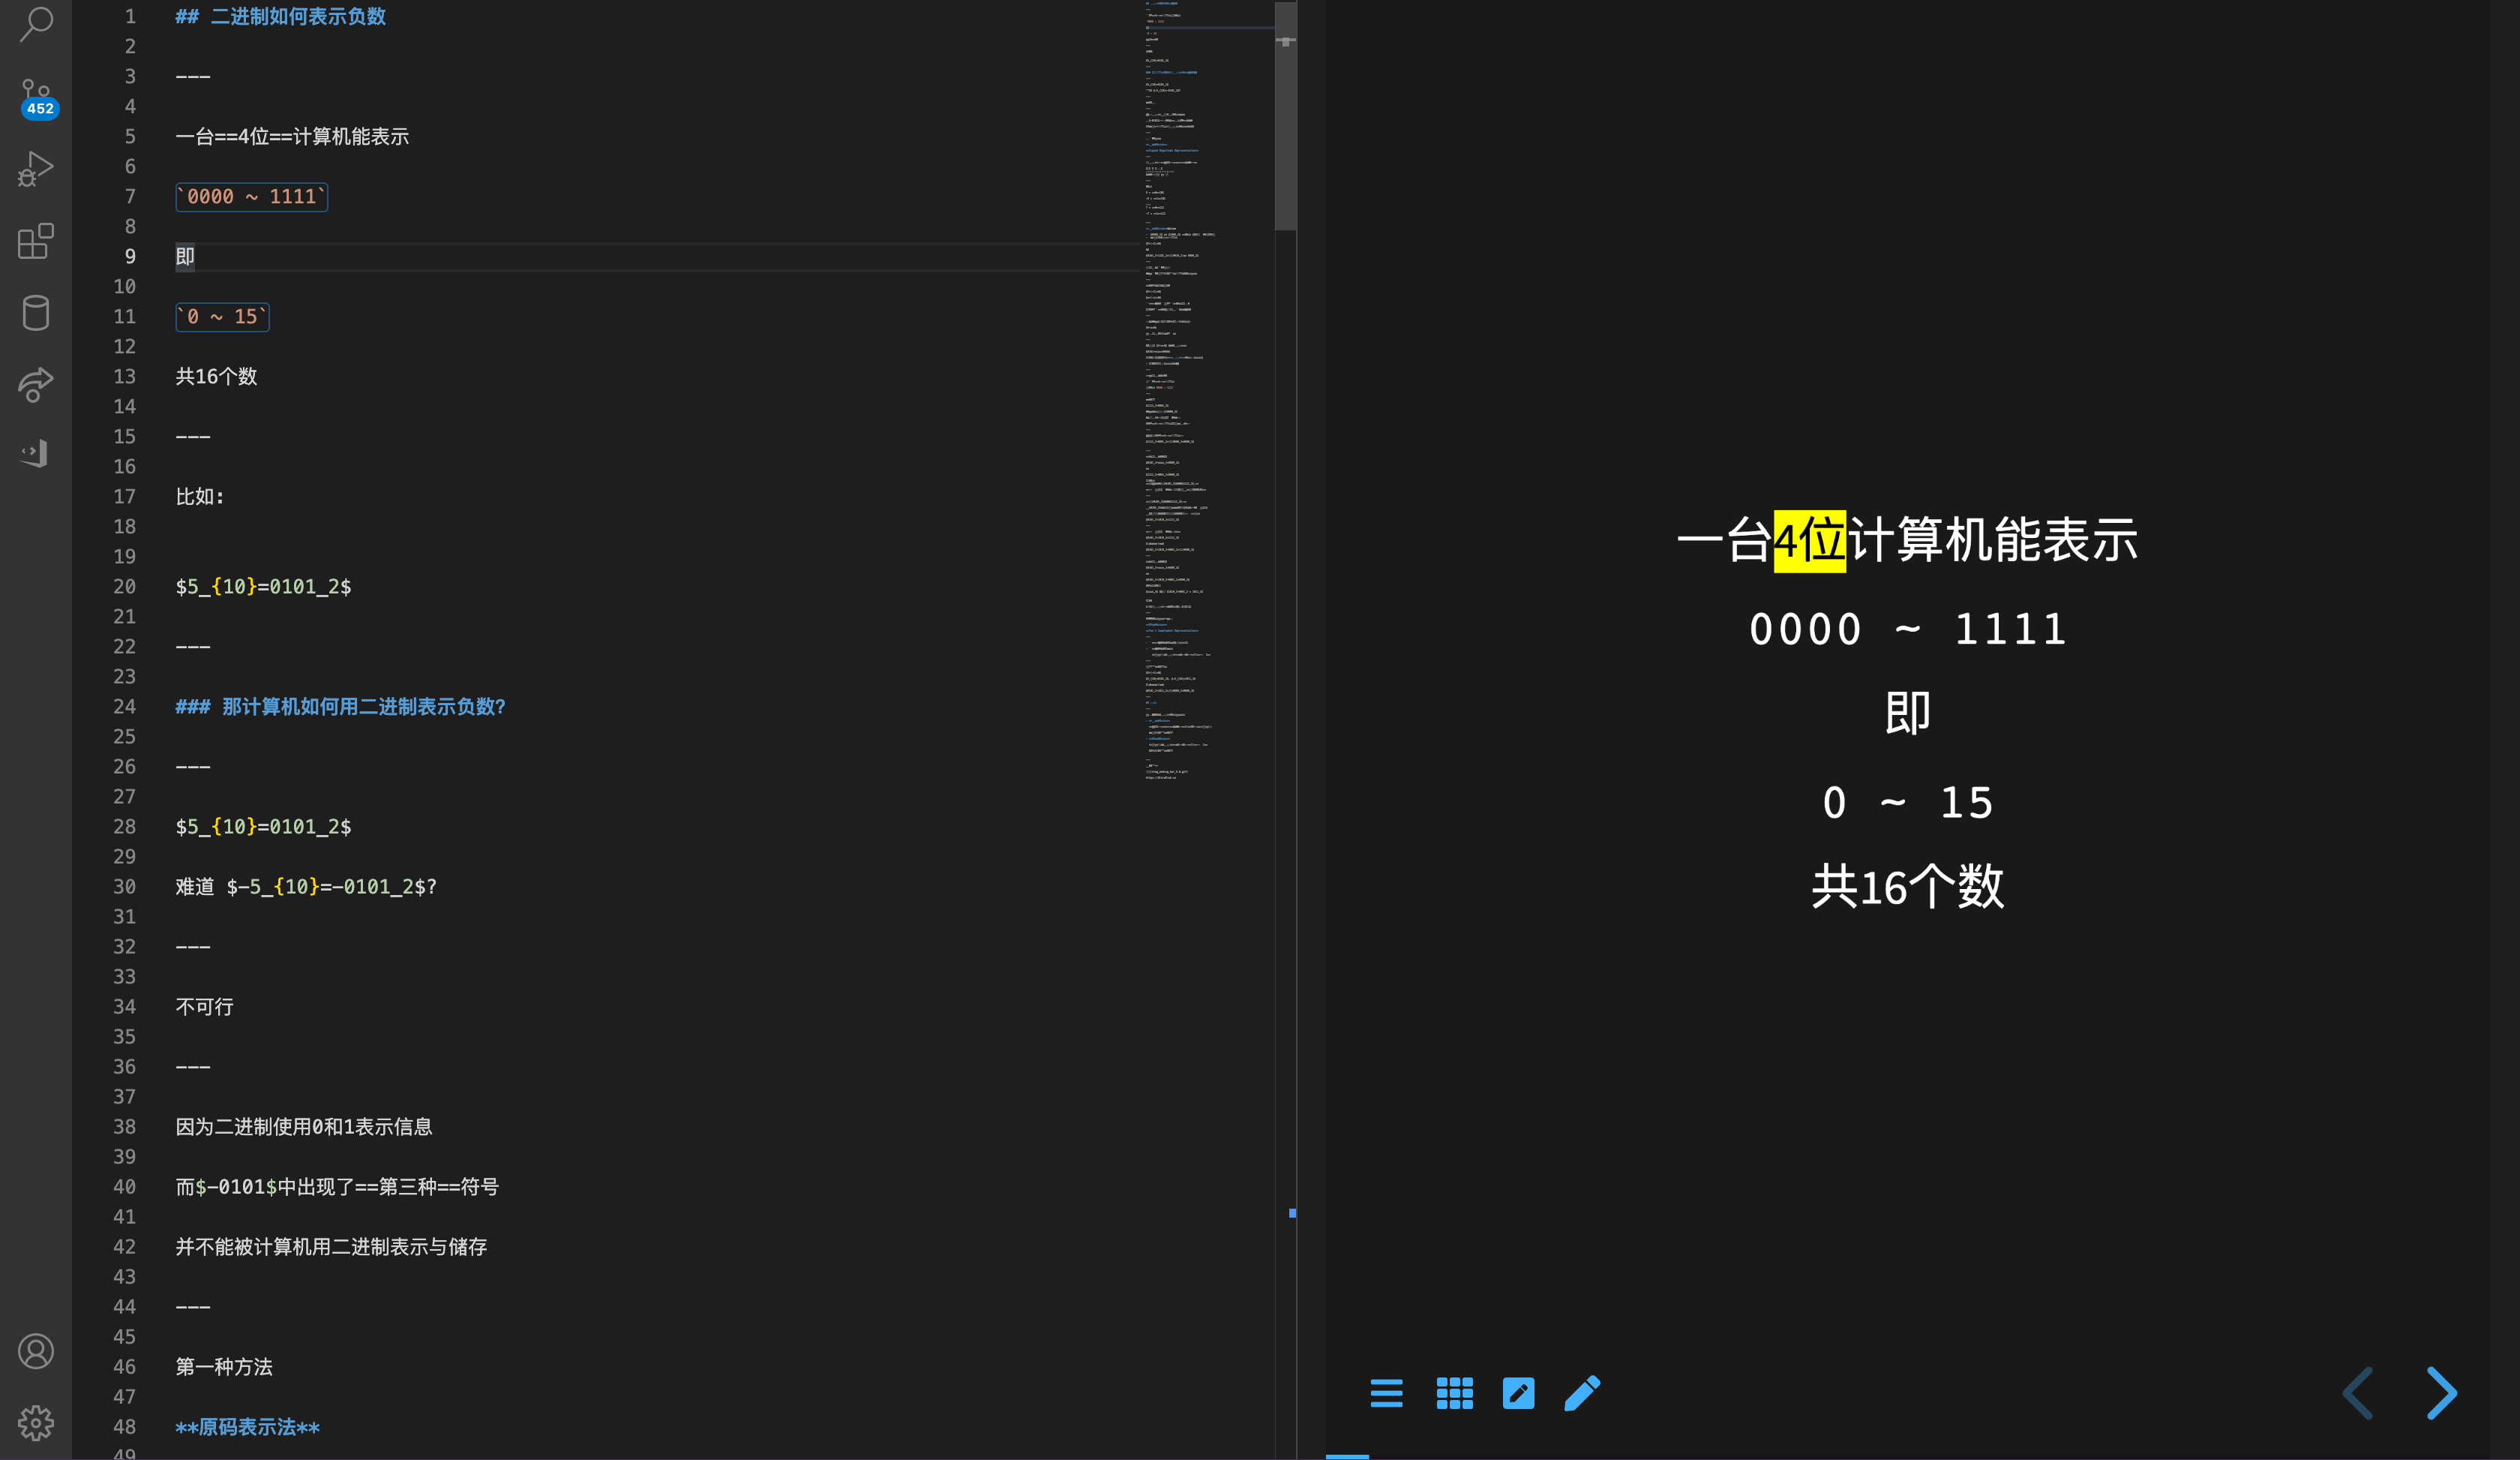 452
1 ## 二进制如何表示负数
2
3 ---
4
5 一台==4位==计算机能表示
6
7 `0000 ~ 1111`
8
9 即
10
11 `0 ~ 15`
12
13 共16个数
14
15 ---
16
17 比如:
18
19
20 $5_{10}=0101_2$
21
22 ---
23
24 ### 那计算机如何用二进制表示负数?
25
26 ---
27
28 $5_{10}=0101_2$
29
30 难道 $-5_{10}=-0101_2$?
31
32 ---
33
34 不可行
35
36 ---
37
38 因为二进制使用0和1表示信息
39
40 而$-0101$中出现了==第三种==符号
41
42 并不能被计算机用二进制表示与储存
43
44 ---
45
46 第一种方法
47
48 **原码表示法**
49
一台4位计算机能表示
0000 ~ 1111
即
0 ~ 15
共16个数